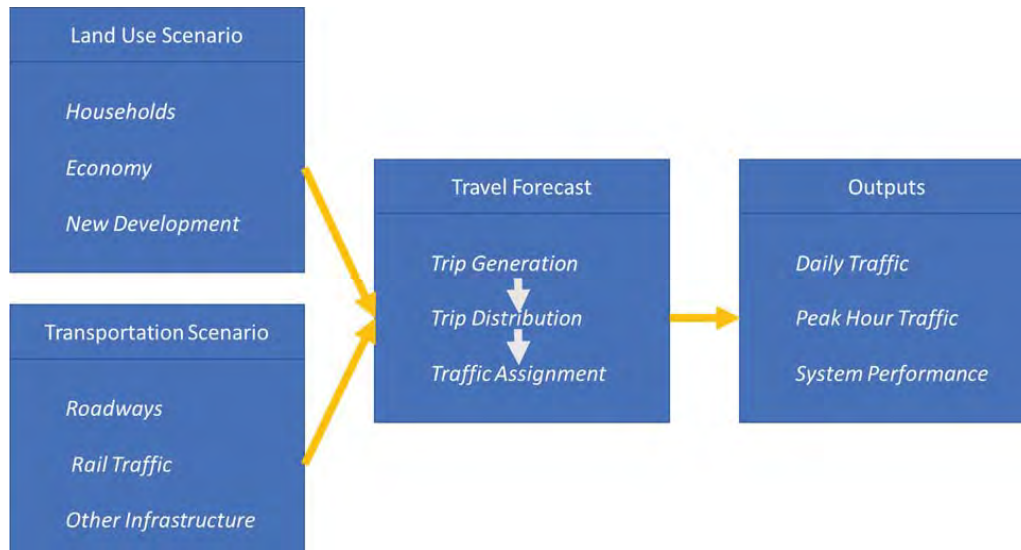 Land Use Scenario
Households
Economy
New Development
Transportation Scenario
Roadways
Rail Traffic
Other Infrastructure
Travel Forecast
Trip Generation
Trip Distribution
Traffic Assignment
Outputs
Daily Traffic
Peak Hour Traffic
System Performance